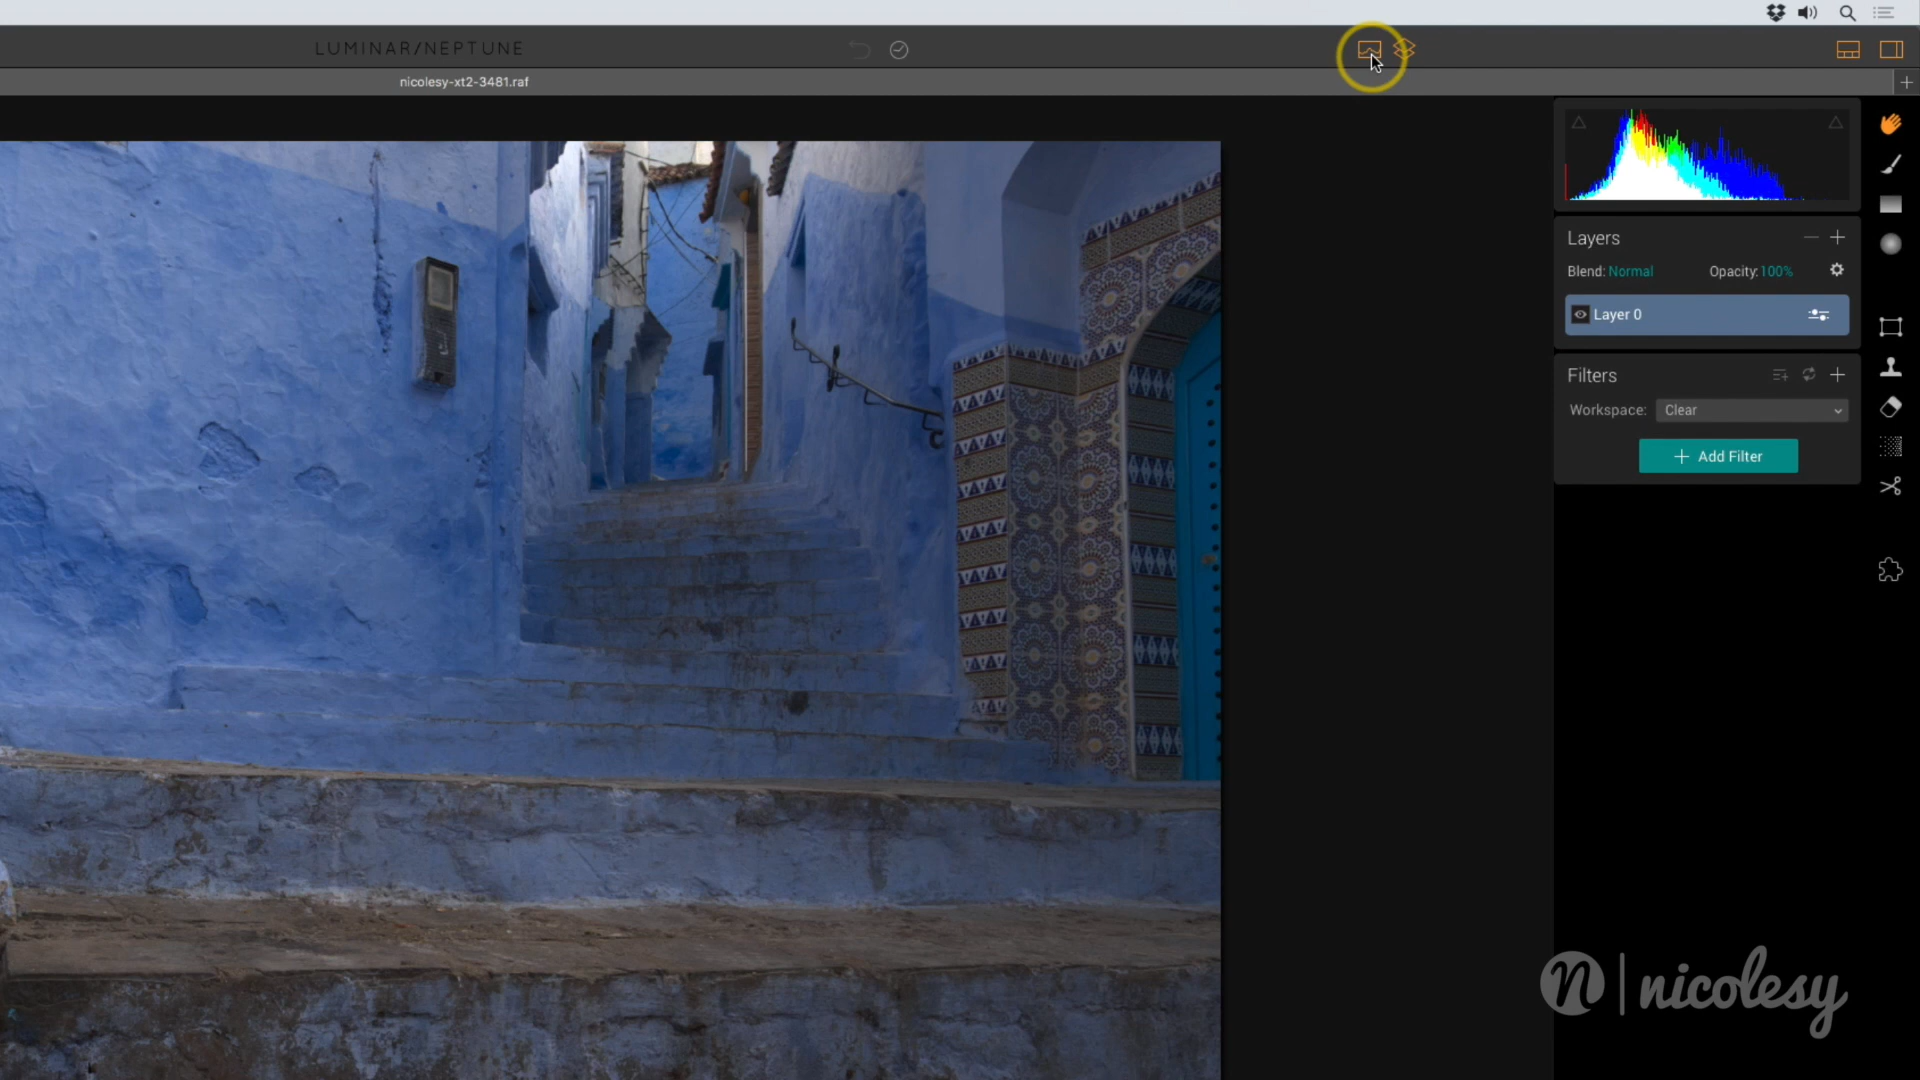 LUMINAR/NEPTUNE
nicolesy-xt2-3481.raf
Layers
Blend: Normal Opacity: 100%
Layer 0
Filters
Workspace: Clear
Add Filter
n | nicolesy